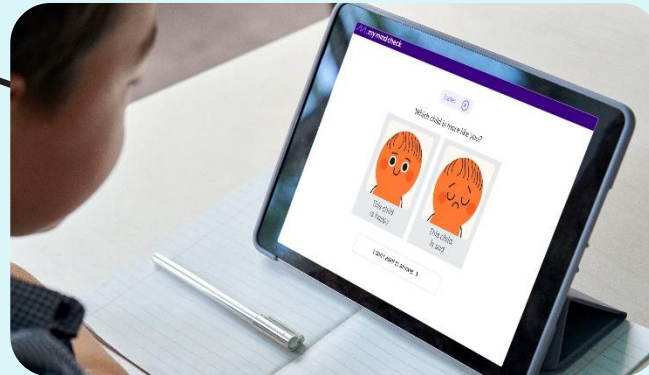 my mind check
Listen
Which child is more like you?
This child
is happy
This child
is sad
I don't want to answer